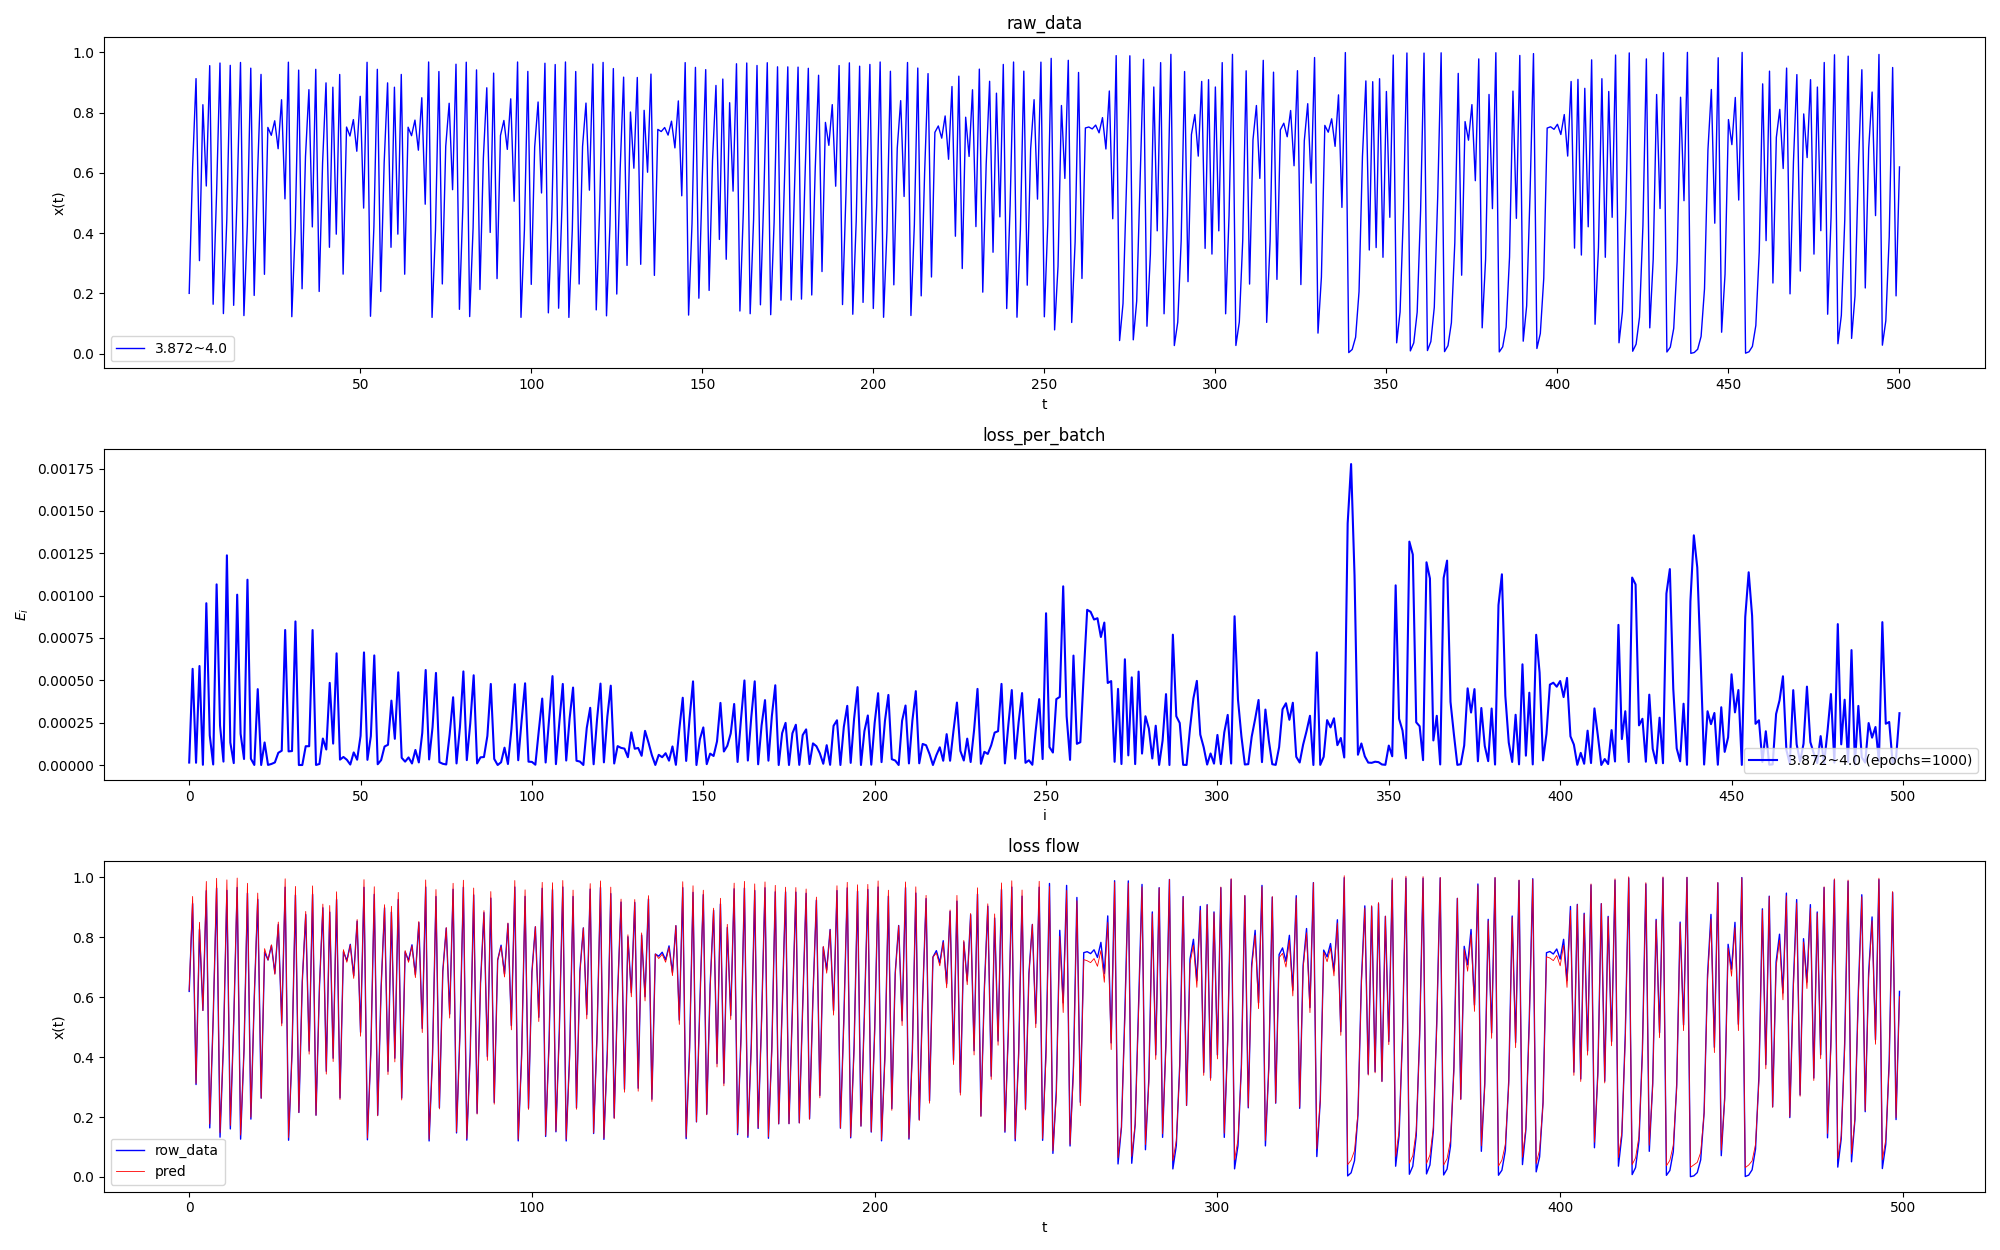 raw_data
1.0
0.8
0.6
0.4
0.2
0.0
x(t)
3.872~4.0
50 100 150 200 250 300 350 400 450 500
t
loss_per_batch
0.00175
0.00150
0.00125
0.00100
0.00075
0.00050
0.00025
0.00000
E_i
3.872~4.0 (epochs=1000)
0 50 100 150 200 250 300 350 400 450 500
i
loss flow
1.0
0.8
0.6
0.4
0.2
0.0
x(t)
row_data
pred
0 100 200 300 400 500
t